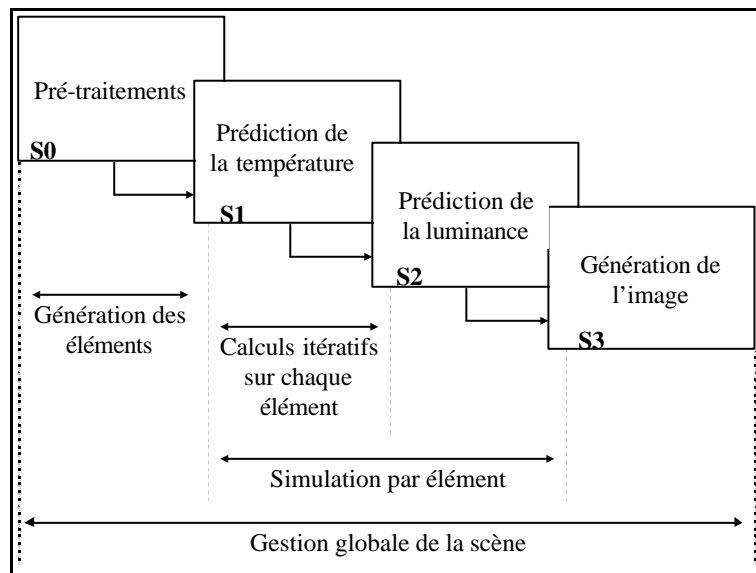 Pré-traitements
S0
Prédiction de
la température
S1
Prédiction de
la luminance
S2
Génération de
l’image
S3
Génération des
éléments
Calculs itératifs
sur chaque
élément
Simulation par élément
Gestion globale de la scène